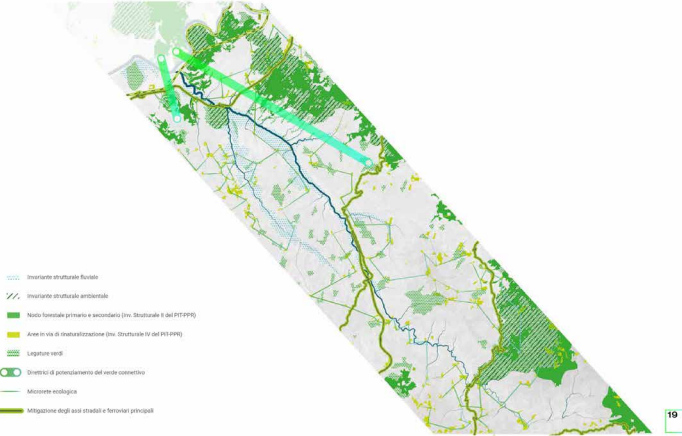 Invariante strutturale fluviale
Invariante strutturale ambientale
Nodo forestale primario e secondario (Inv. Strutturale II del PIT-PPR)
Aree in via di rinaturalizzazione (Inv. Strutturale IV del PIT-PPR)
Legature verdi
Direttrici di potenziamento del verde connettivo
Microrete ecologica
Mitigazione degli assi stradali e ferroviari principali
19